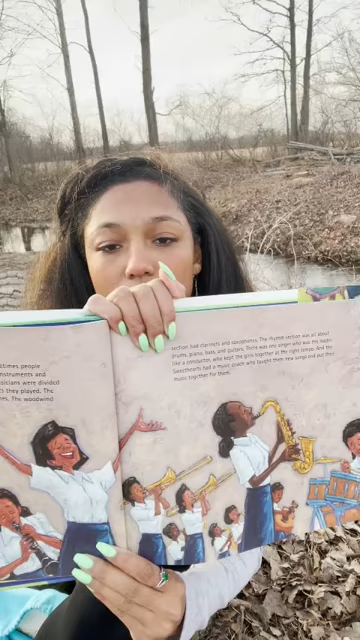 etimes people
nstruments and
sicians were divided
s they played. The
es. The woodwind
section had clarinets and saxophones. The rhythm section was all about
drums, piano, bass, and guitars. There was one singer who was the leader,
like a conductor, who kept the girls together at the right tempo. And the
Sweethearts had a music coach who taught them new songs and put their
music together for them.